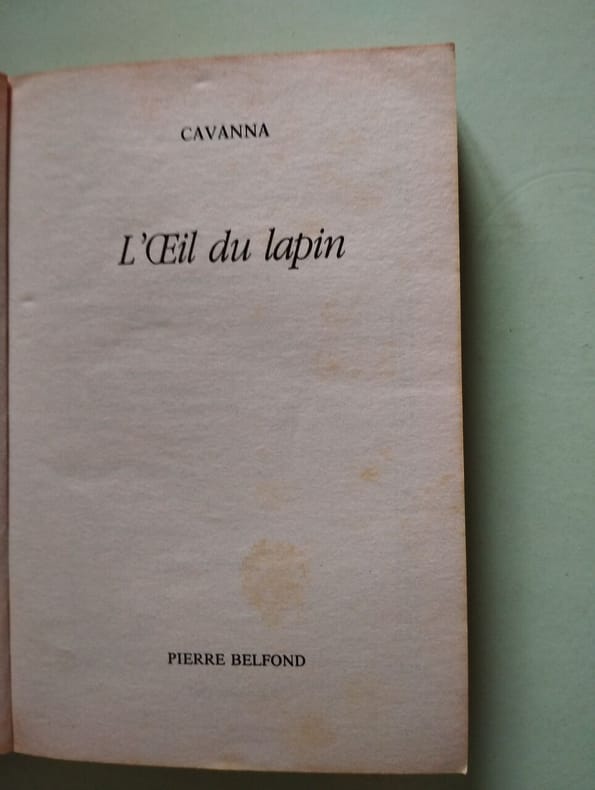 CAVANNA
L'Œil du lapin
PIERRE BELFOND